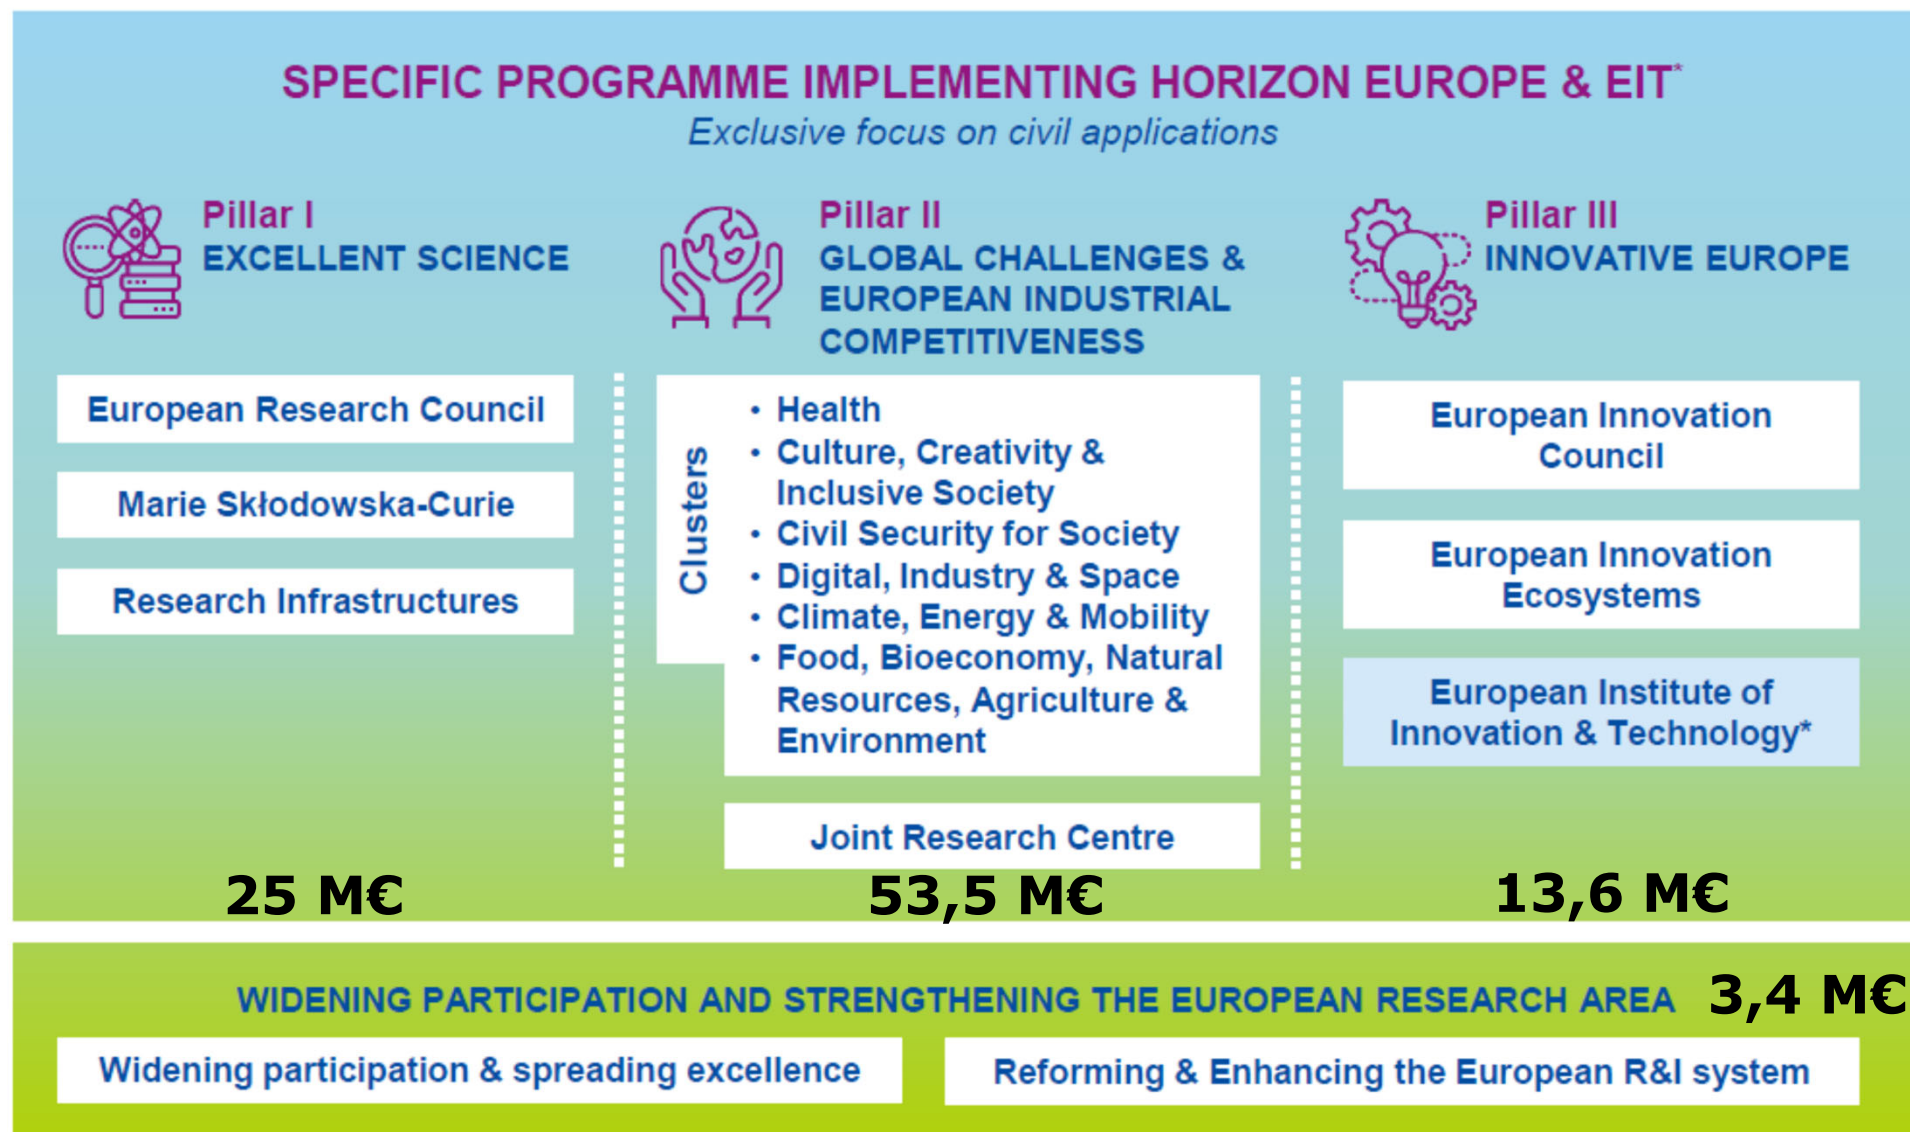 SPECIFIC PROGRAMME IMPLEMENTING HORIZON EUROPE & EIT*
Exclusive focus on civil applications
Pillar I
EXCELLENT SCIENCE
European Research Council
Marie Skłodowska-Curie
Research Infrastructures
25 M€
Pillar II
GLOBAL CHALLENGES &
EUROPEAN INDUSTRIAL
COMPETITIVENESS
Clusters
• Health
• Culture, Creativity &
Inclusive Society
• Civil Security for Society
• Digital, Industry & Space
• Climate, Energy & Mobility
• Food, Bioeconomy, Natural
Resources, Agriculture &
Environment
Joint Research Centre
53,5 M€
Pillar III
INNOVATIVE EUROPE
European Innovation
Council
European Innovation
Ecosystems
European Institute of
Innovation & Technology*
13,6 M€
WIDENING PARTICIPATION AND STRENGTHENING THE EUROPEAN RESEARCH AREA 3,4 M€
Widening participation & spreading excellence
Reforming & Enhancing the European R&I system